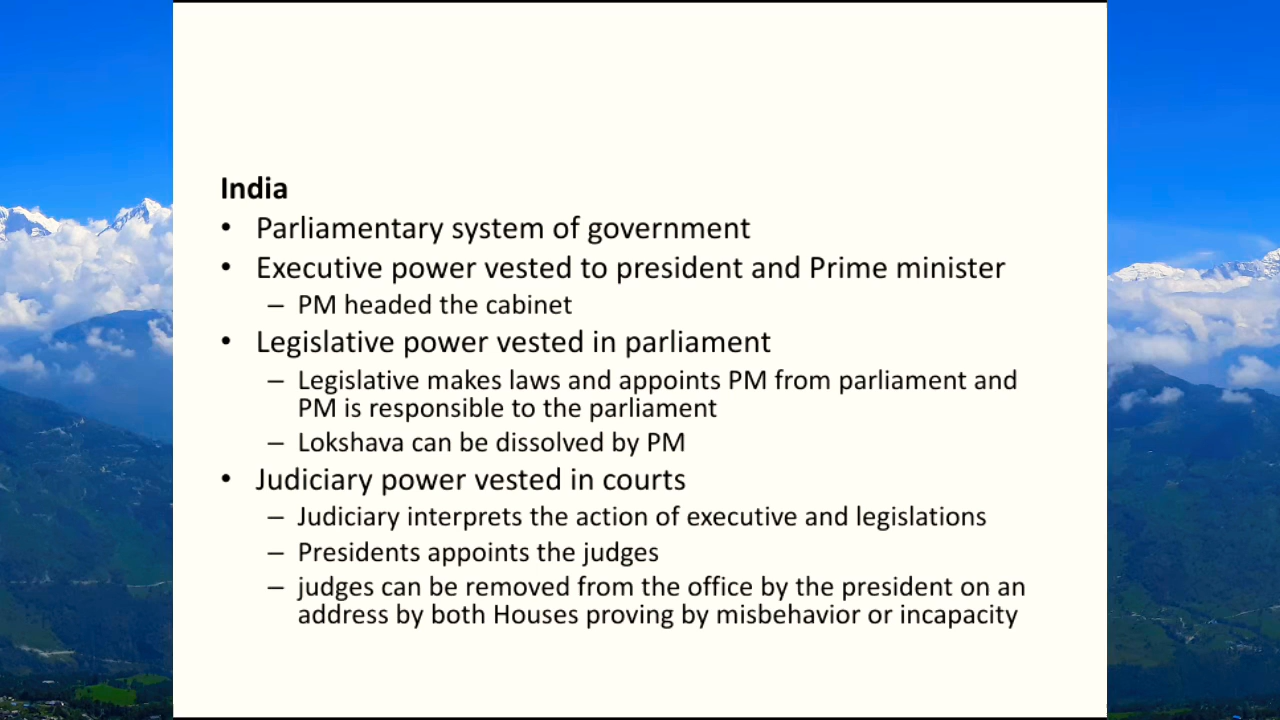 India
• Parliamentary system of government
• Executive power vested to president and Prime minister
– PM headed the cabinet
• Legislative power vested in parliament
– Legislative makes laws and appoints PM from parliament and
PM is responsible to the parliament
– Lokshava can be dissolved by PM
• Judiciary power vested in courts
– Judiciary interprets the action of executive and legislations
– Presidents appoints the judges
– judges can be removed from the office by the president on an
address by both Houses proving by misbehavior or incapacity